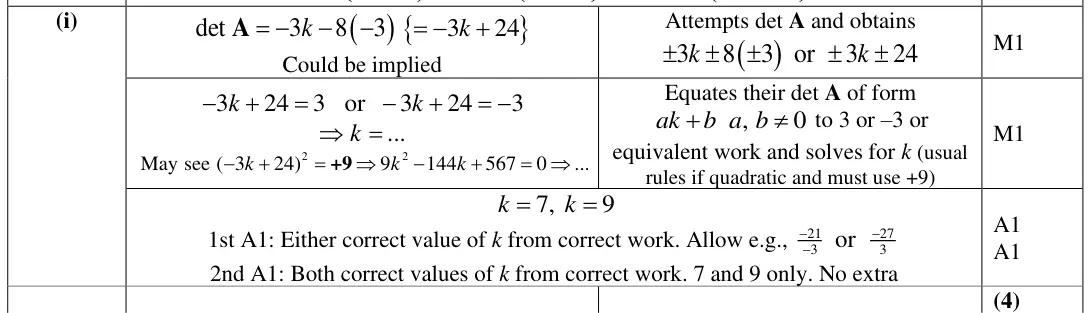 (i)
det A = −3k − 8(−3) {= −3k + 24}
Could be implied
Attempts det A and obtains
±3k ± 8(±3) or ± 3k ± 24
M1
−3k + 24 = 3 or − 3k + 24 = −3
⇒ k = ...
May see (−3k + 24)² = +9 ⇒ 9k² − 144k + 567 = 0 ⇒ ...
Equates their det A of form
ak + b a, b ≠ 0 to 3 or –3 or
equivalent work and solves for k (usual
rules if quadratic and must use +9)
M1
k = 7, k = 9
1st A1: Either correct value of k from correct work. Allow e.g., −21/−3 or −27/3
2nd A1: Both correct values of k from correct work. 7 and 9 only. No extra
A1
A1
(4)